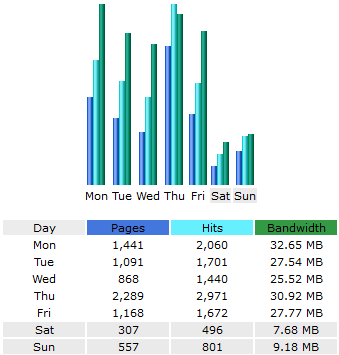 Mon Tue Wed Thu Fri Sat Sun
Day Pages Hits Bandwidth
Mon 1,441 2,060 32.65 MB
Tue 1,091 1,701 27.54 MB
Wed 868 1,440 25.52 MB
Thu 2,289 2,971 30.92 MB
Fri 1,168 1,672 27.77 MB
Sat 307 496 7.68 MB
Sun 557 801 9.18 MB